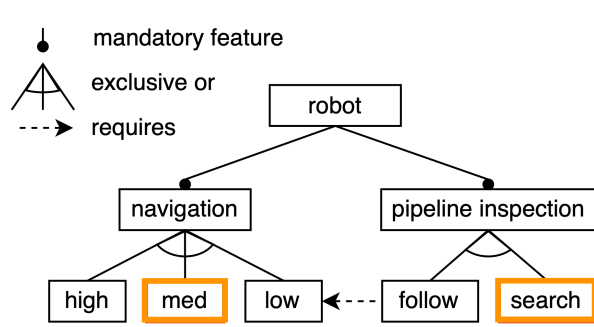 mandatory feature
exclusive or
requires
robot
navigation
pipeline inspection
high
med
low
follow
search